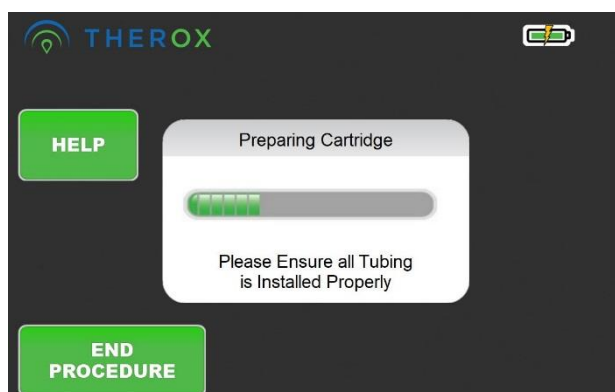 THEROX
HELP
Preparing Cartridge
Please Ensure all Tubing
is Installed Properly
END
PROCEDURE